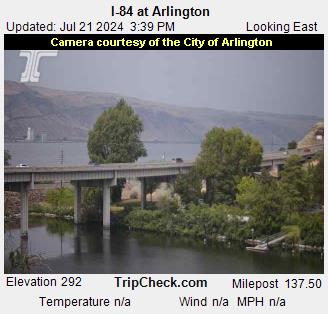 I-84 at Arlington
Updated: Jul 21 2024 3:39 PM Looking East
Camera courtesy of the City of Arlington
Elevation 292 TripCheck.com Milepost 137.50
Temperature n/a Wind n/a MPH n/a